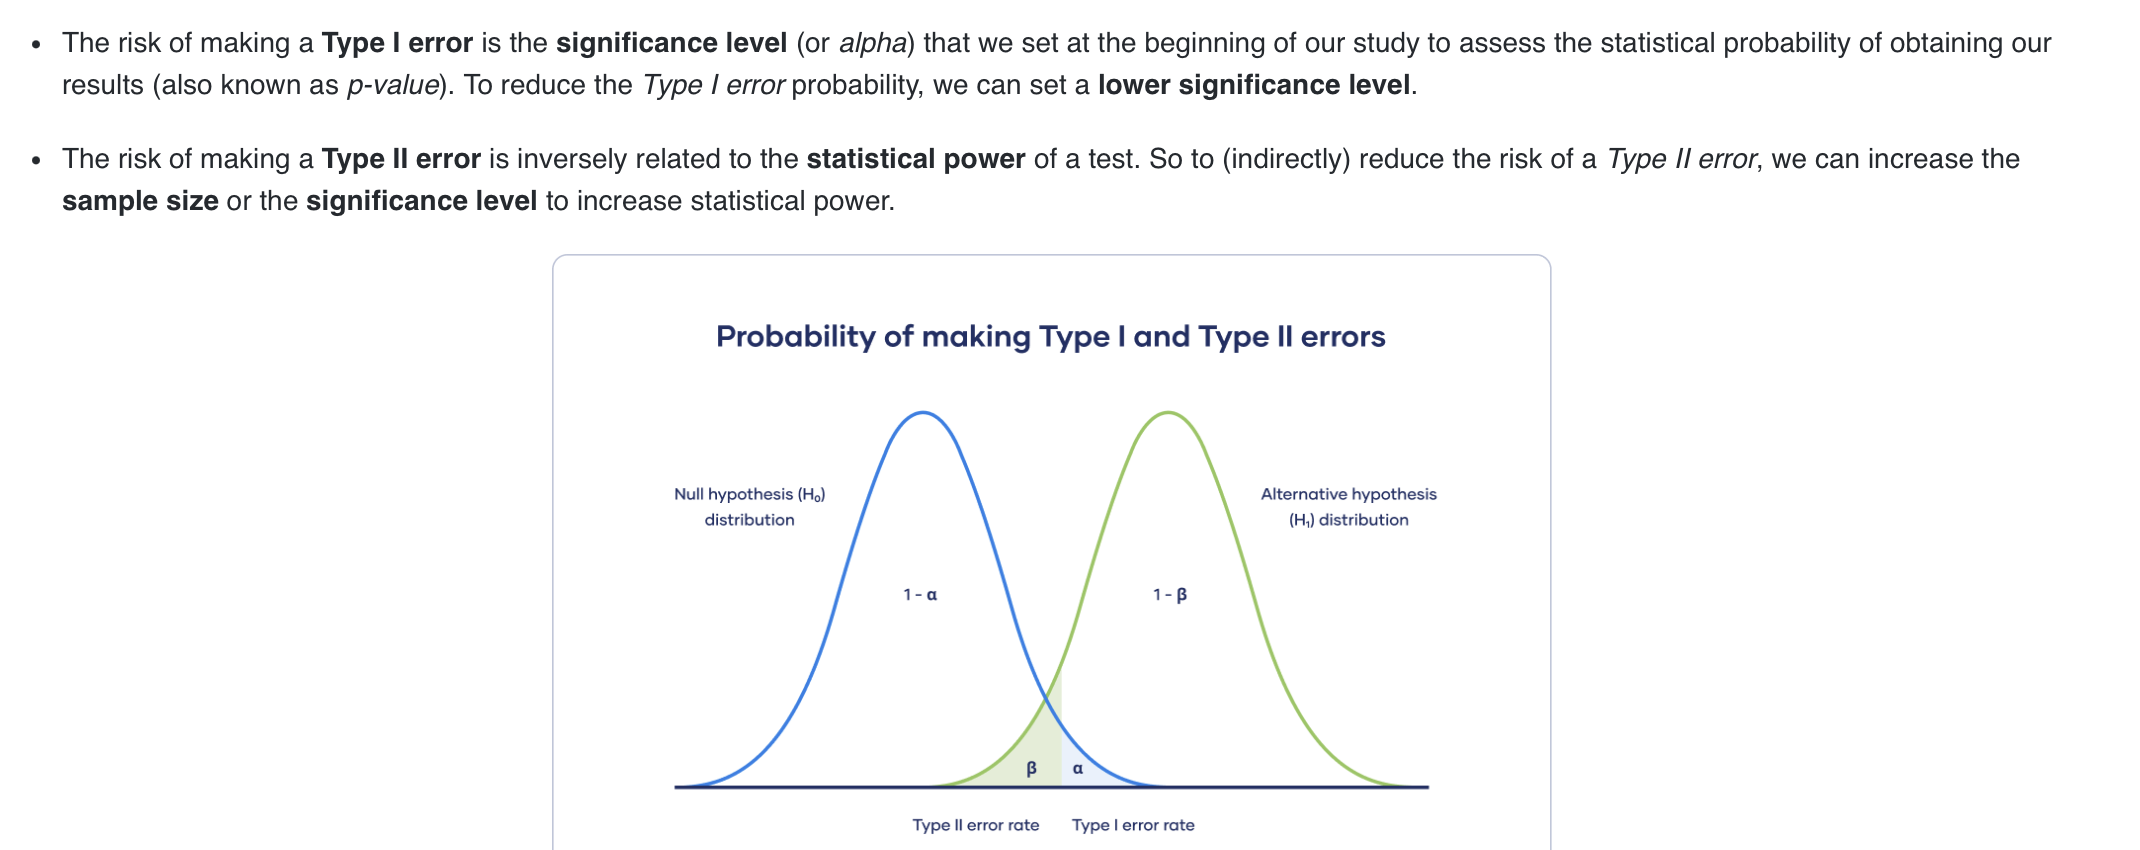 • The risk of making a Type I error is the significance level (or alpha) that we set at the beginning of our study to assess the statistical probability of obtaining our
results (also known as p-value). To reduce the Type I error probability, we can set a lower significance level.
• The risk of making a Type II error is inversely related to the statistical power of a test. So to (indirectly) reduce the risk of a Type II error, we can increase the
sample size or the significance level to increase statistical power.
Probability of making Type I and Type II errors
Null hypothesis (H₀)
distribution
Alternative hypothesis
(H₁) distribution
1 - α
1 - β
β
α
Type II error rate
Type I error rate